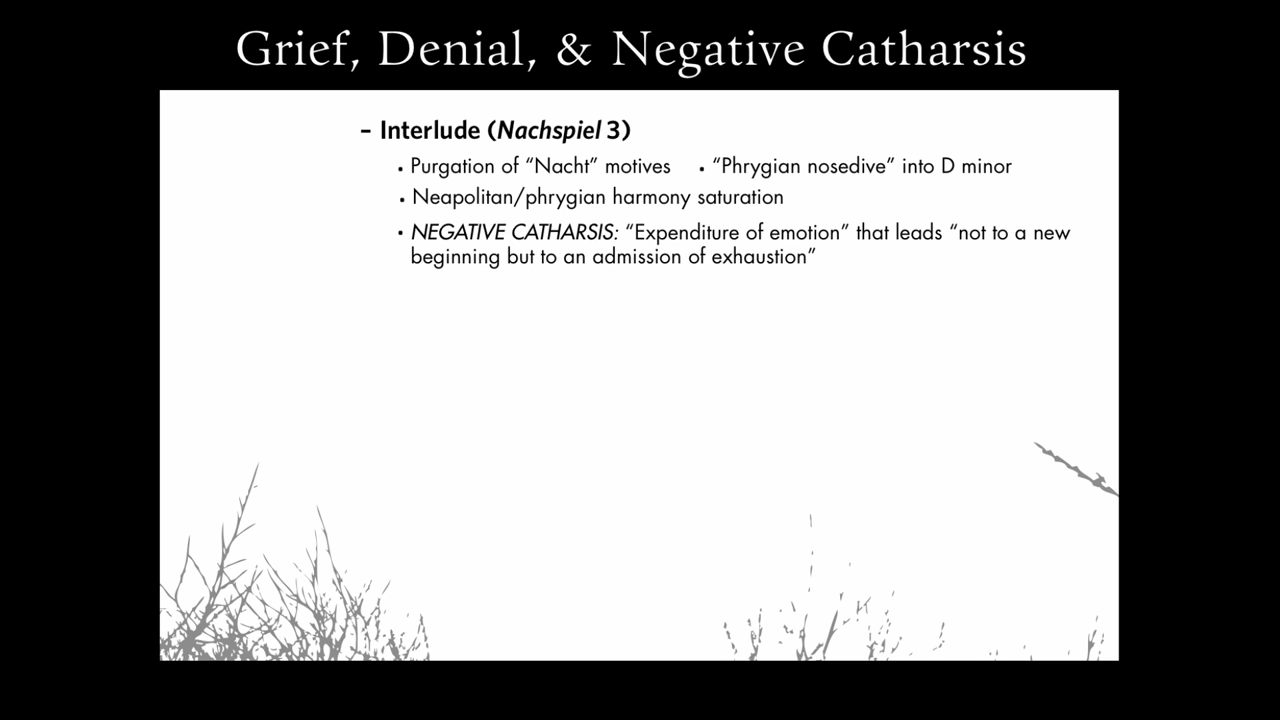 Grief, Denial, & Negative Catharsis
– Interlude (Nachspiel 3)
• Purgation of “Nacht” motives • “Phrygian nosedive” into D minor
• Neapolitan/phrygian harmony saturation
• NEGATIVE CATHARSIS: “Expenditure of emotion” that leads “not to a new
beginning but to an admission of exhaustion”